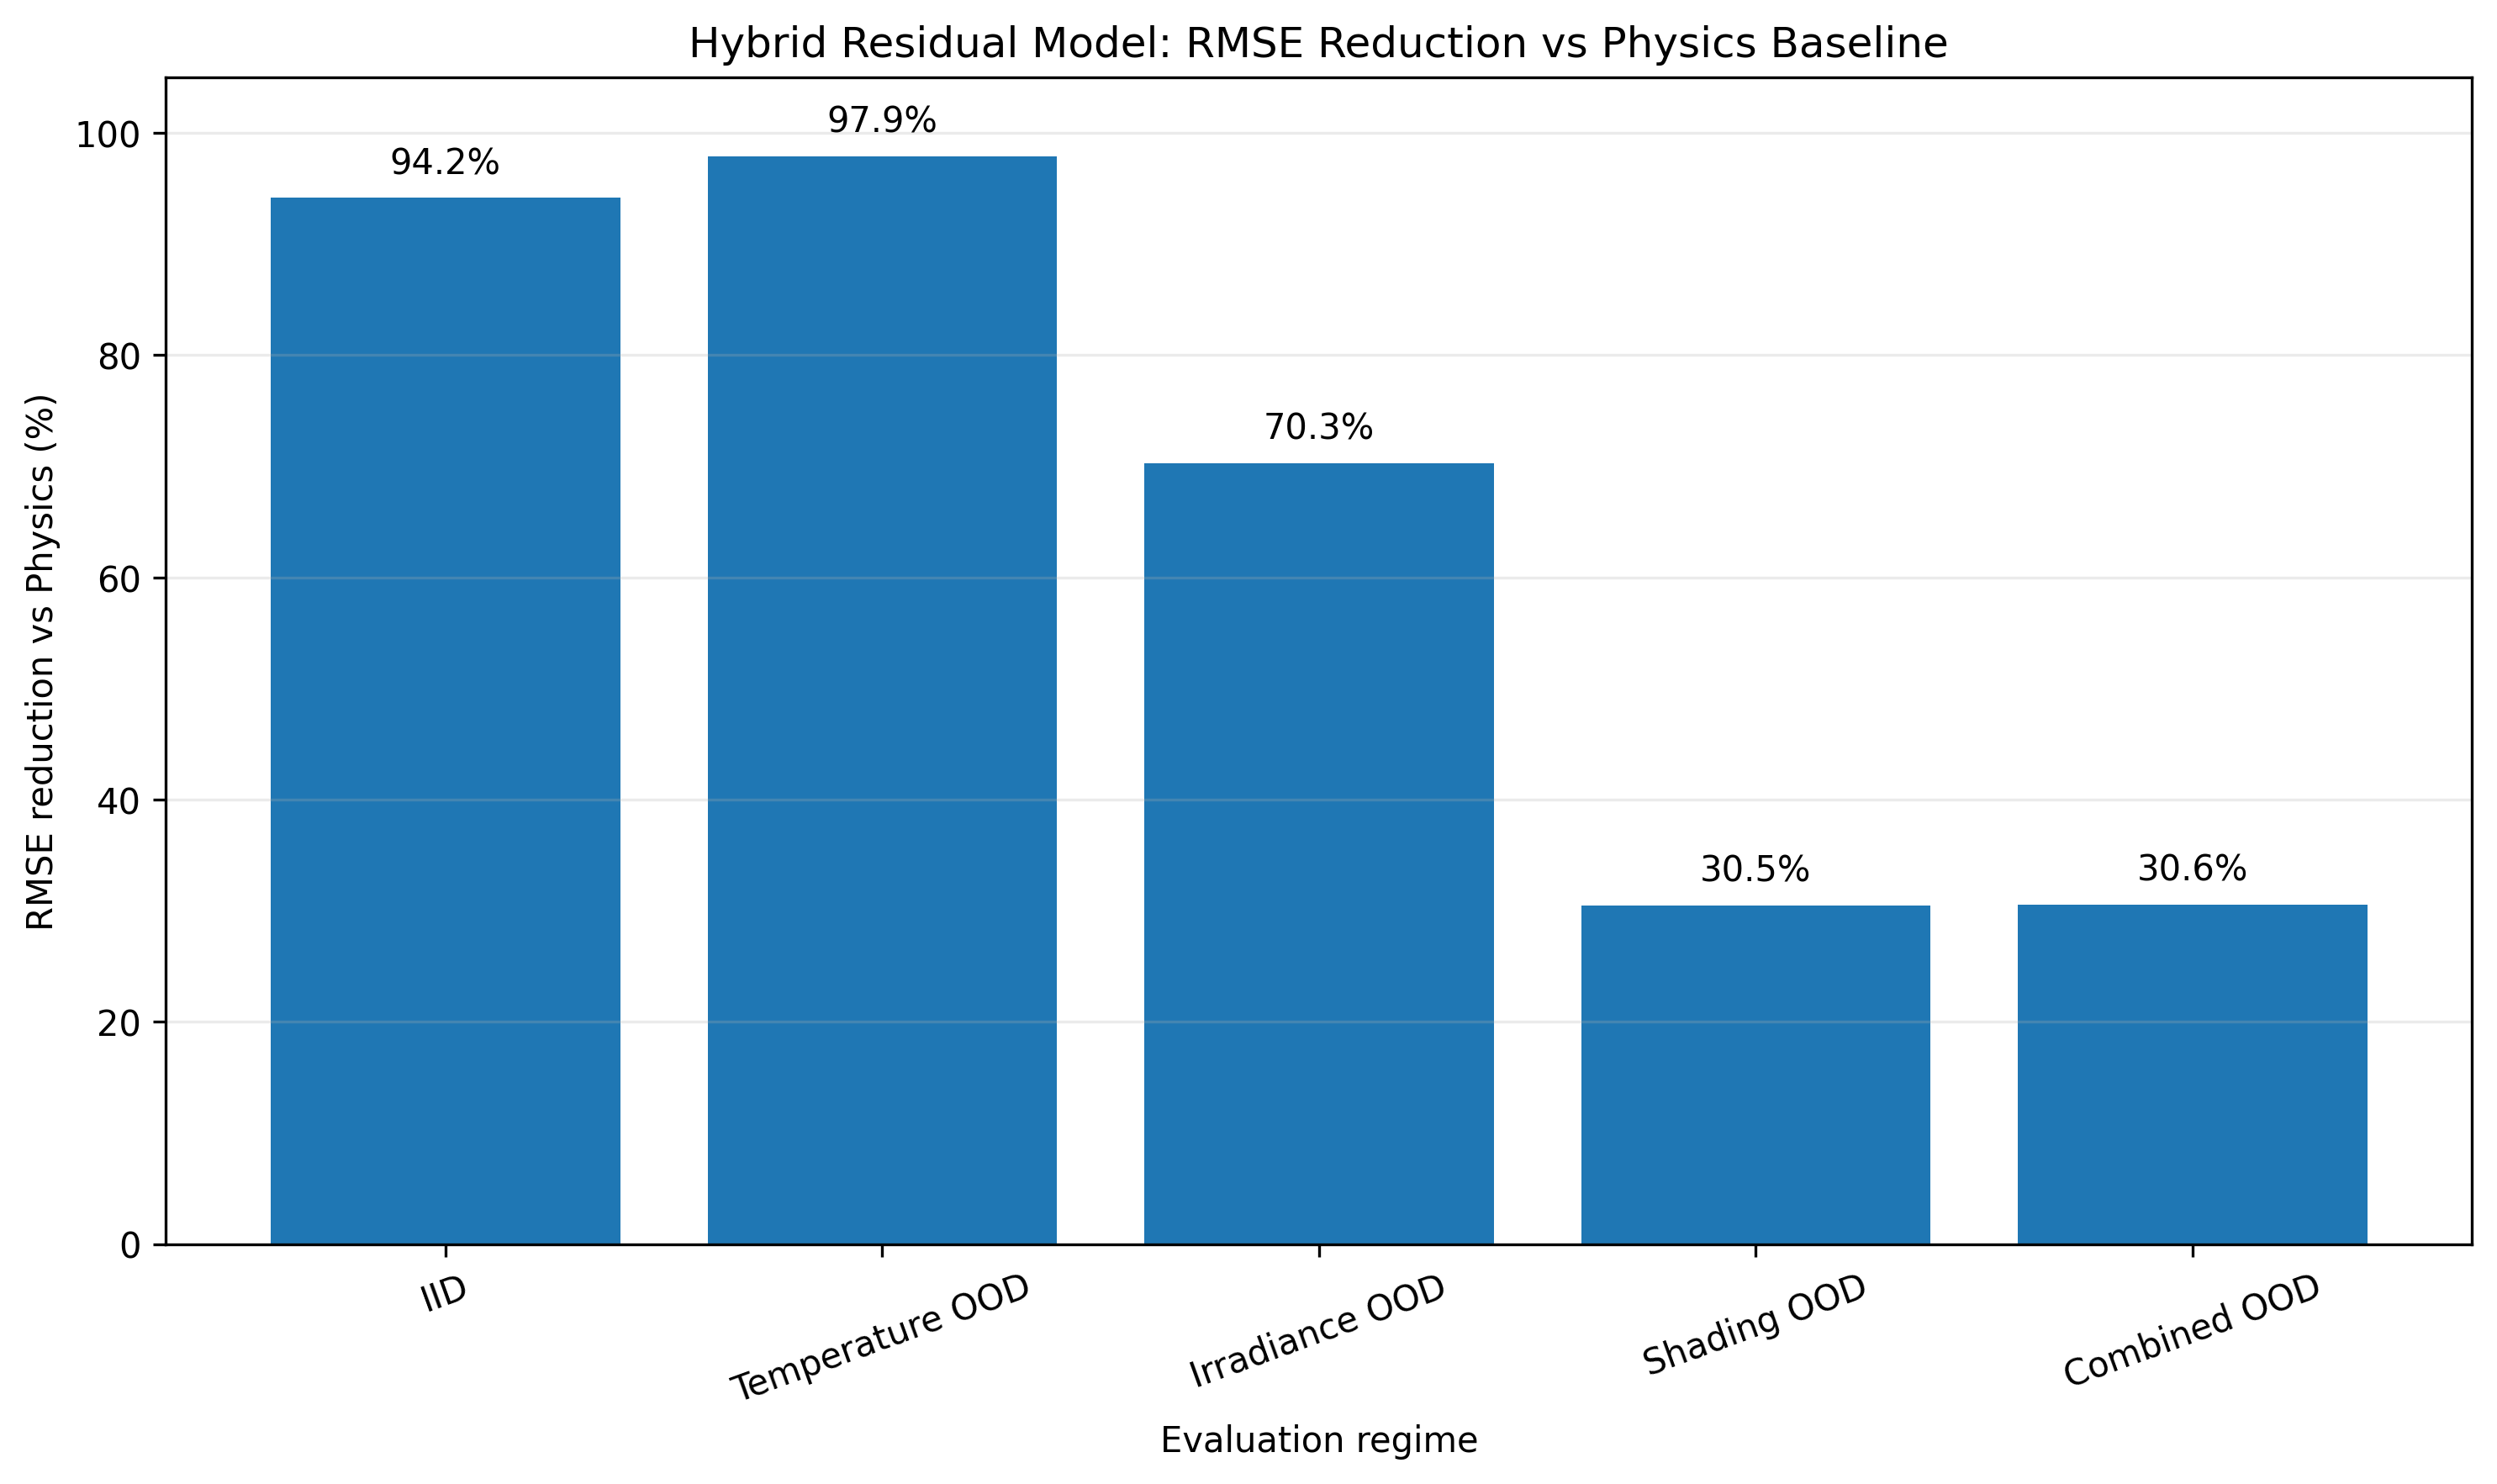 Hybrid Residual Model: RMSE Reduction vs Physics Baseline
RMSE reduction vs Physics (%)
100
80
60
40
20
0
94.2%
97.9%
70.3%
30.5%
30.6%
IID
Temperature OOD
Irradiance OOD
Shading OOD
Combined OOD
Evaluation regime